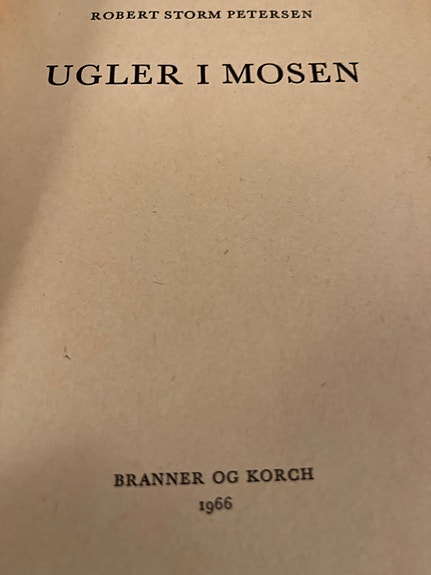 ROBERT STORM PETERSEN
UGLER I MOSEN
BRANNER OG KORCH
1966